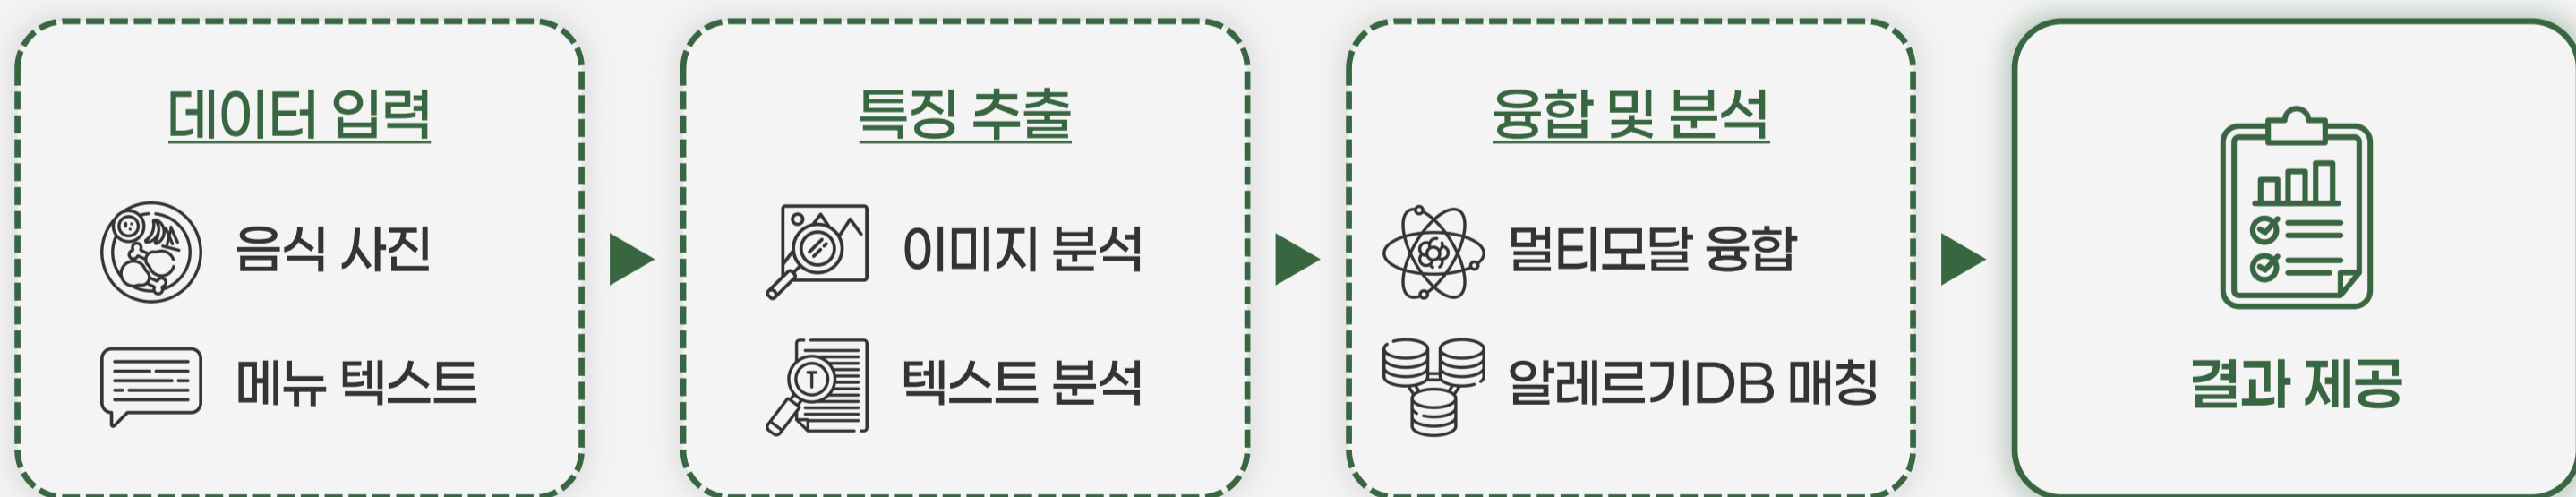 데이터 입력
음식 사진
메뉴 텍스트
특징 추출
이미지 분석
T
텍스트 분석
융합 및 분석
멀티모달 융합
알레르기DB 매칭
결과 제공